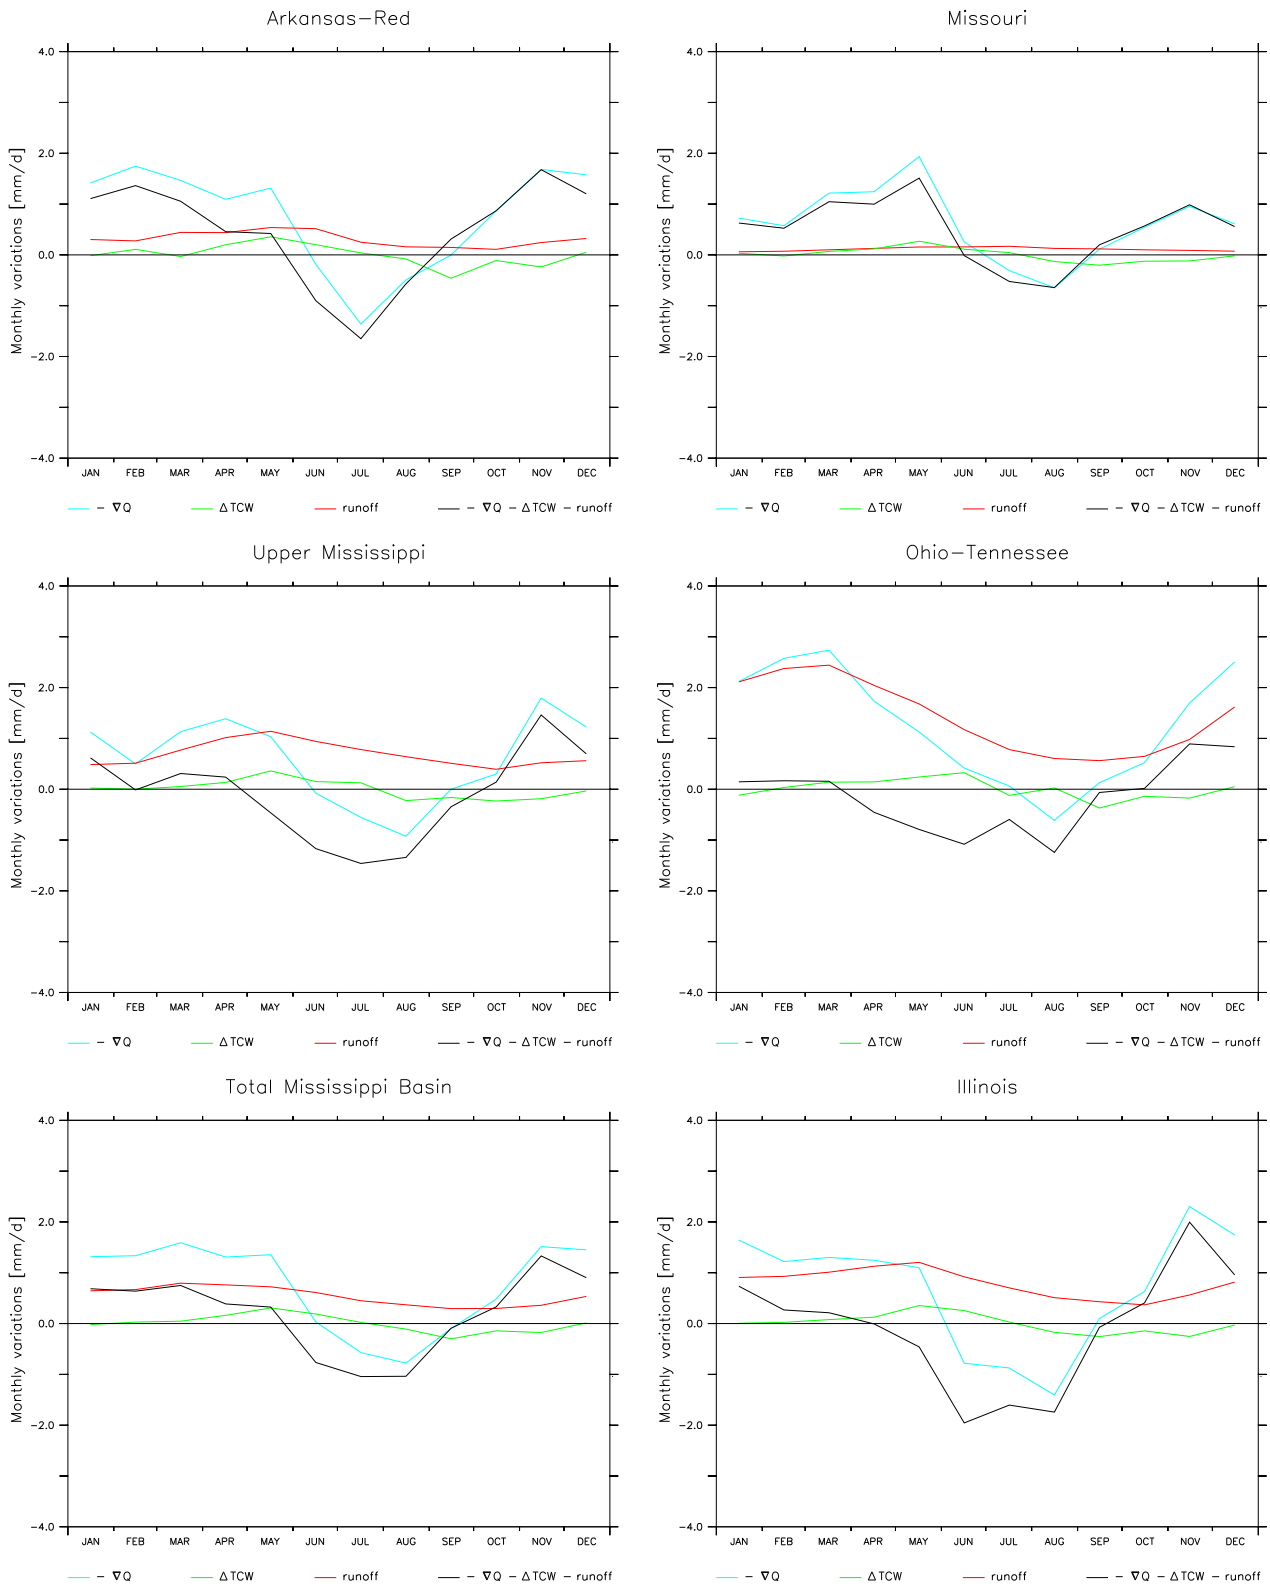 Arkansas-Red
Missouri
Monthly variations [mm/d]
4.0
2.0
0.0
-2.0
-4.0
JAN FEB MAR APR MAY JUN JUL AUG SEP OCT NOV DEC
- ∇Q ΔTCW runoff - ∇Q - ΔTCW - runoff
Monthly variations [mm/d]
4.0
2.0
0.0
-2.0
-4.0
JAN FEB MAR APR MAY JUN JUL AUG SEP OCT NOV DEC
- ∇Q ΔTCW runoff - ∇Q - ΔTCW - runoff
Upper Mississippi
Ohio-Tennessee
Monthly variations [mm/d]
4.0
2.0
0.0
-2.0
-4.0
JAN FEB MAR APR MAY JUN JUL AUG SEP OCT NOV DEC
- ∇Q ΔTCW runoff - ∇Q - ΔTCW - runoff
Monthly variations [mm/d]
4.0
2.0
0.0
-2.0
-4.0
JAN FEB MAR APR MAY JUN JUL AUG SEP OCT NOV DEC
- ∇Q ΔTCW runoff - ∇Q - ΔTCW - runoff
Total Mississippi Basin
Illinois
Monthly variations [mm/d]
4.0
2.0
0.0
-2.0
-4.0
JAN FEB MAR APR MAY JUN JUL AUG SEP OCT NOV DEC
- ∇Q ΔTCW runoff - ∇Q - ΔTCW - runoff
Monthly variations [mm/d]
4.0
2.0
0.0
-2.0
-4.0
JAN FEB MAR APR MAY JUN JUL AUG SEP OCT NOV DEC
- ∇Q ΔTCW runoff - ∇Q - ΔTCW - runoff